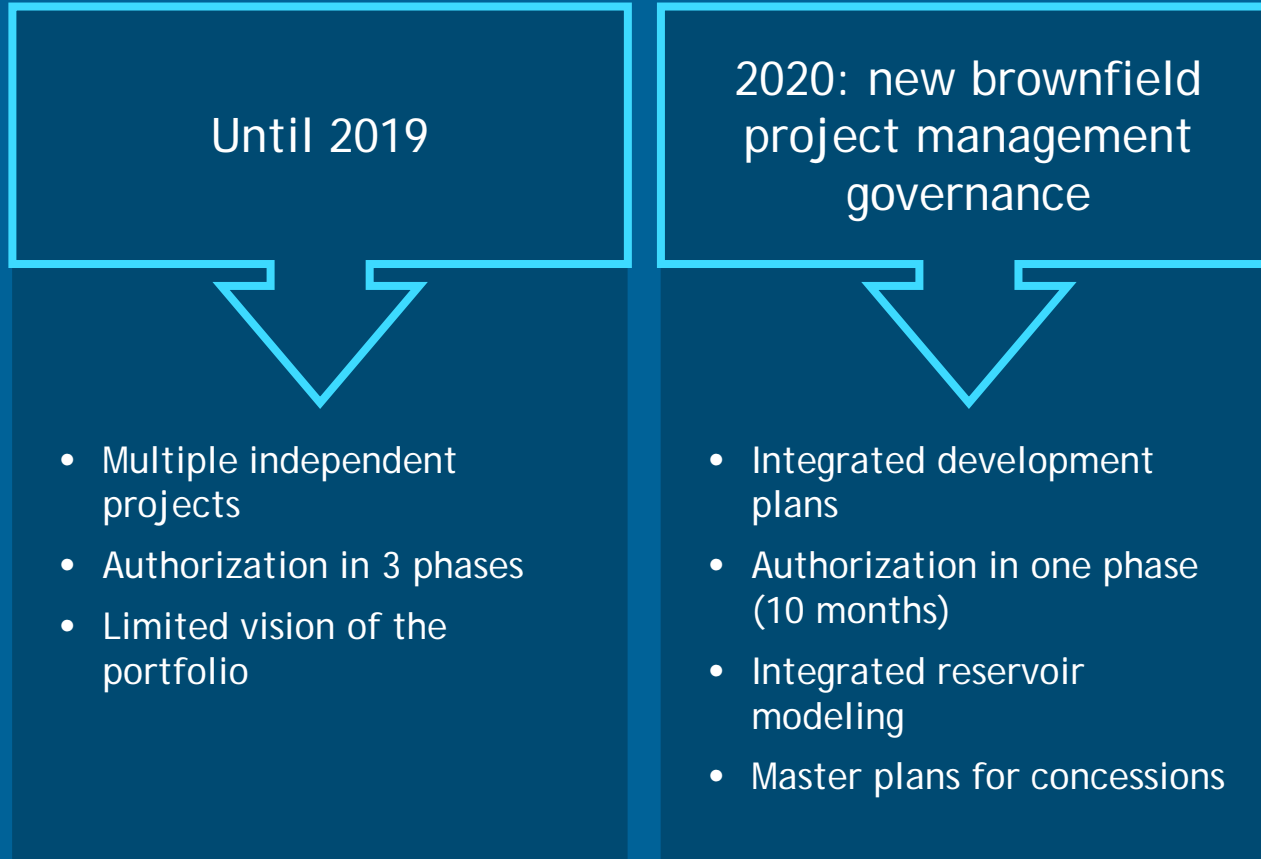 Until 2019
• Multiple independent
projects
• Authorization in 3 phases
• Limited vision of the
portfolio
2020: new brownfield
project management
governance
• Integrated development
plans
• Authorization in one phase
(10 months)
• Integrated reservoir
modeling
• Master plans for concessions